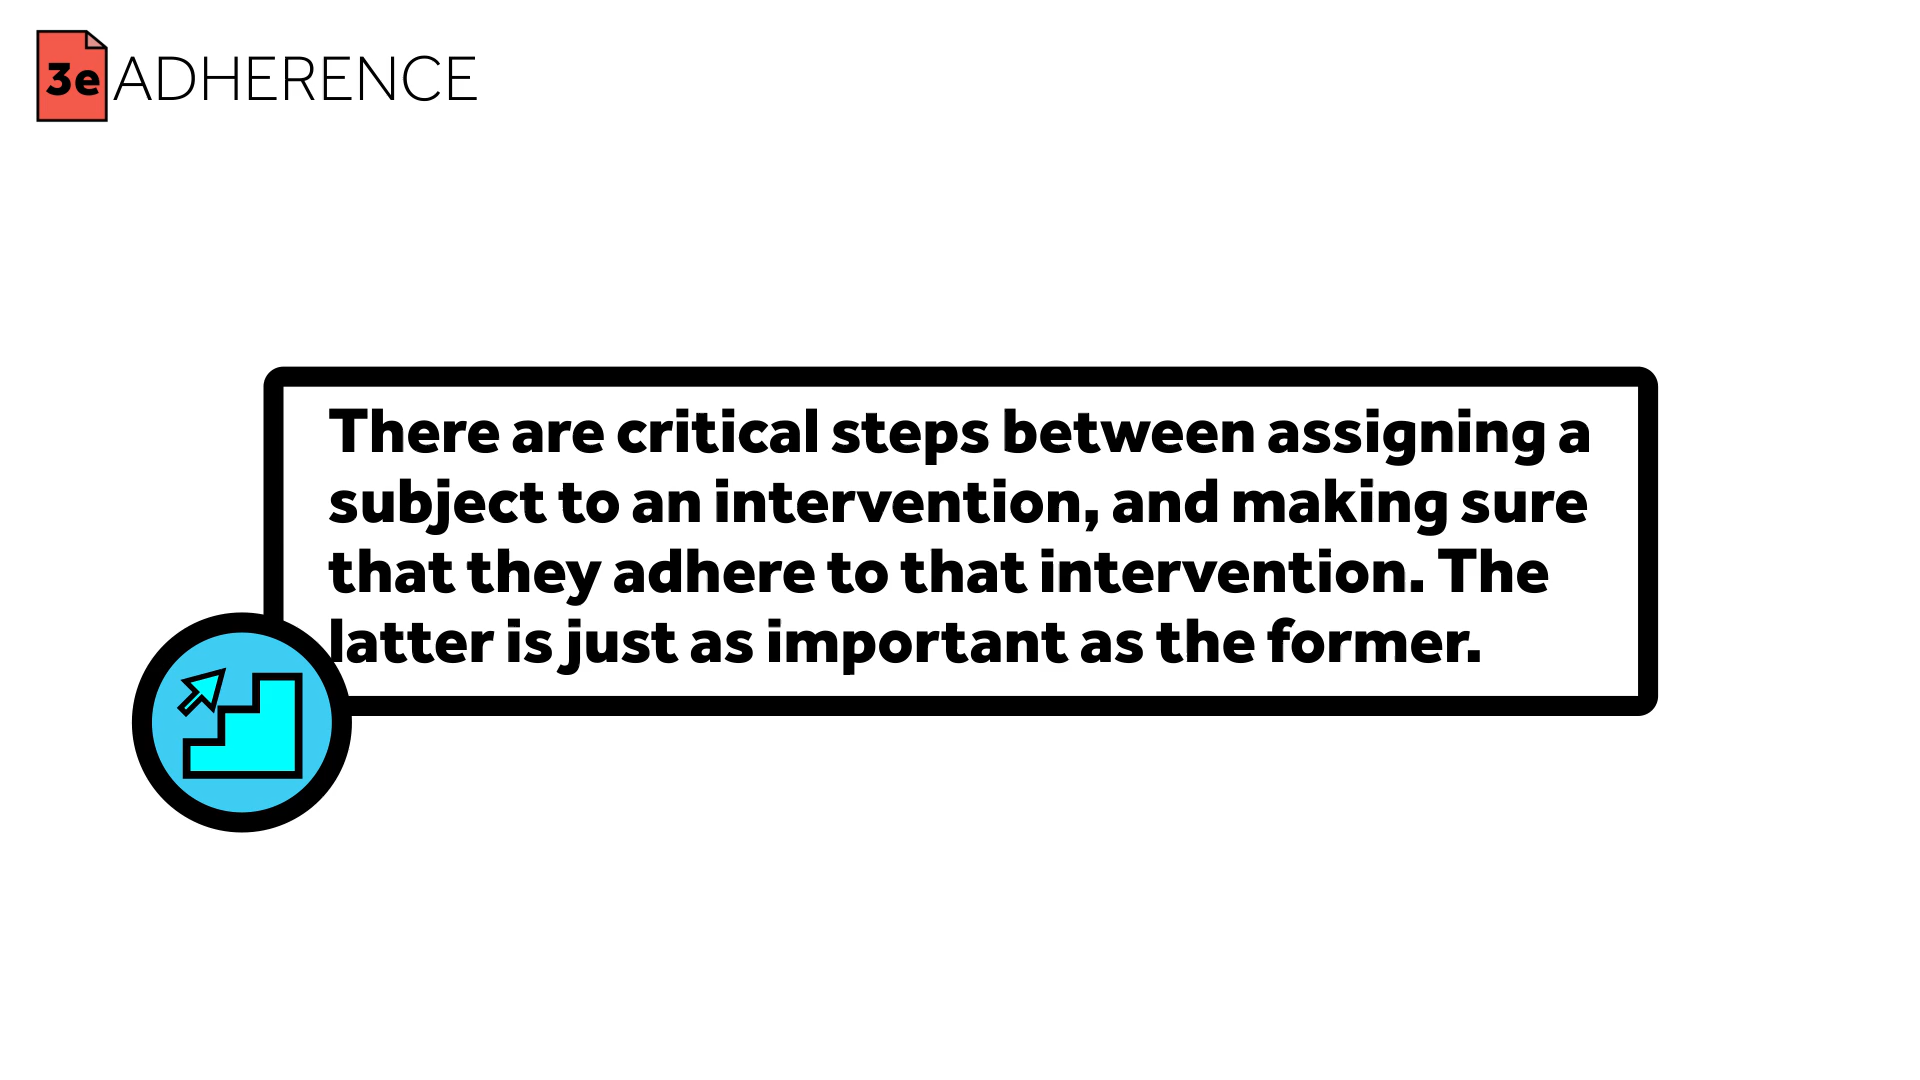 3e ADHERENCE
There are critical steps between assigning a
subject to an intervention, and making sure
that they adhere to that intervention. The
latter is just as important as the former.